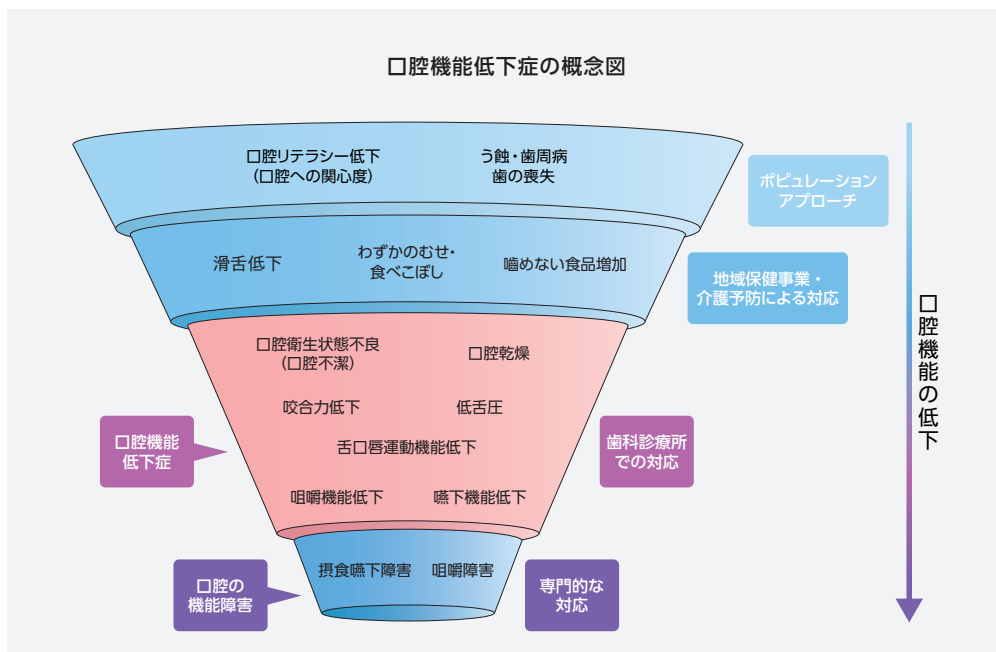 口腔機能低下症の概念図
口腔リテラシー低下
(口腔への関心度)
う蝕・歯周病
歯の喪失
ポピュレーション
アプローチ
滑舌低下
わずかのむせ・
食べこぼし
嚙めない食品増加
地域保健事業・
介護予防による対応
口腔衛生状態不良
(口腔不潔)
口腔乾燥
咬合力低下
低舌圧
舌口唇運動機能低下
咀嚼機能低下
嚥下機能低下
口腔機能
低下症
歯科診療所
での対応
摂食嚥下障害
咀嚼障害
口腔の
機能障害
専門的な
対応
口腔機能の低下